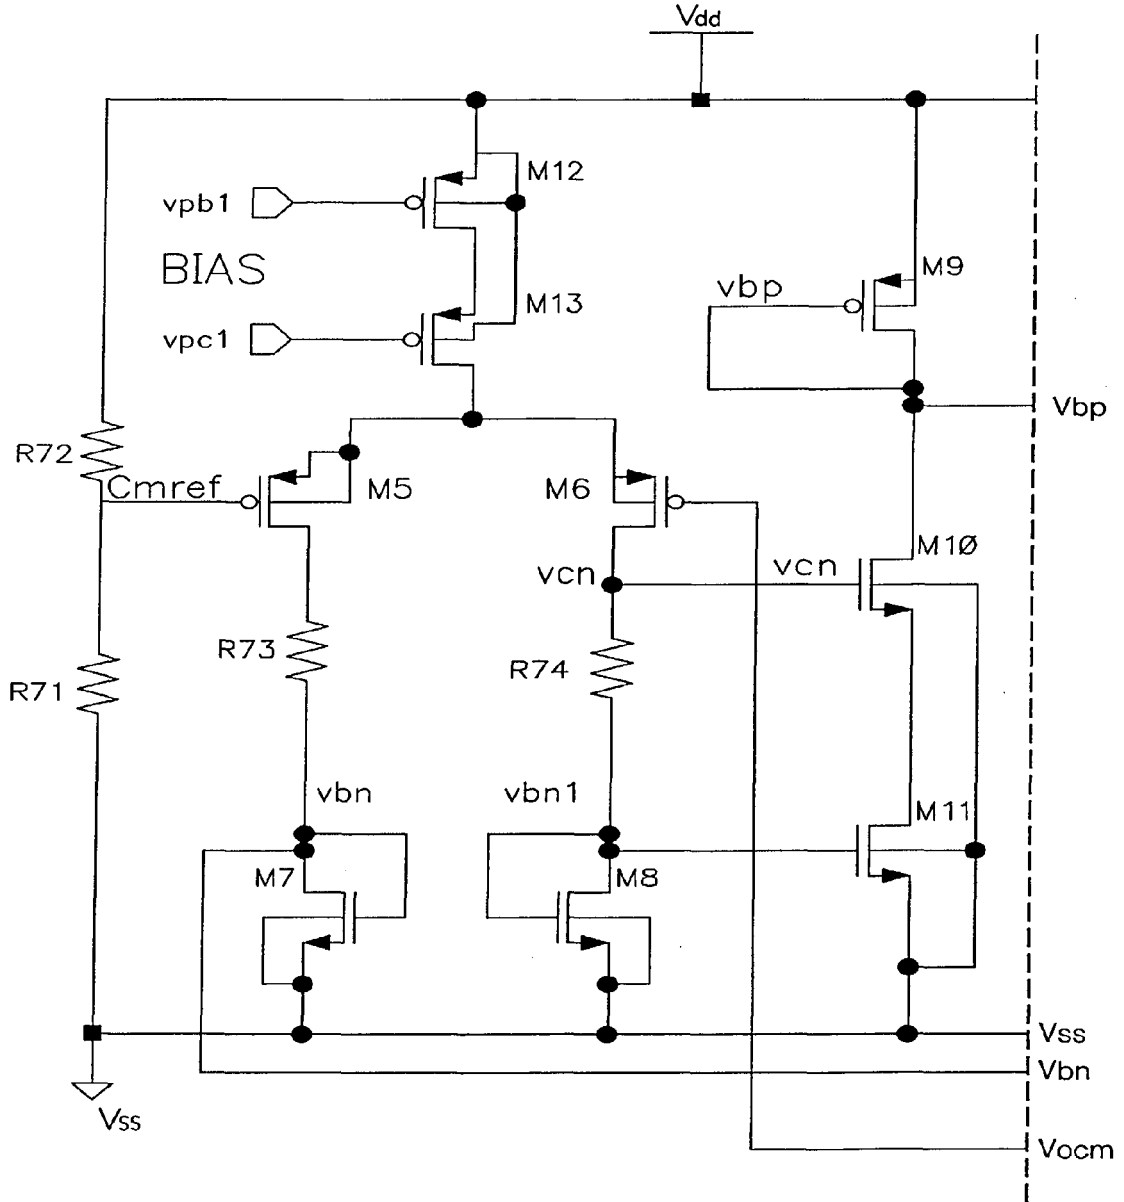 Vdd
M12
vpb1
BIAS
M9
vbp
M13
vpc1
Vbp
R72
Cmref
M5
M6
M10
vcn
vcn
R73
R74
R71
vbn
vbn1
M11
M7
M8
Vss
Vbn
Vss
Vocm